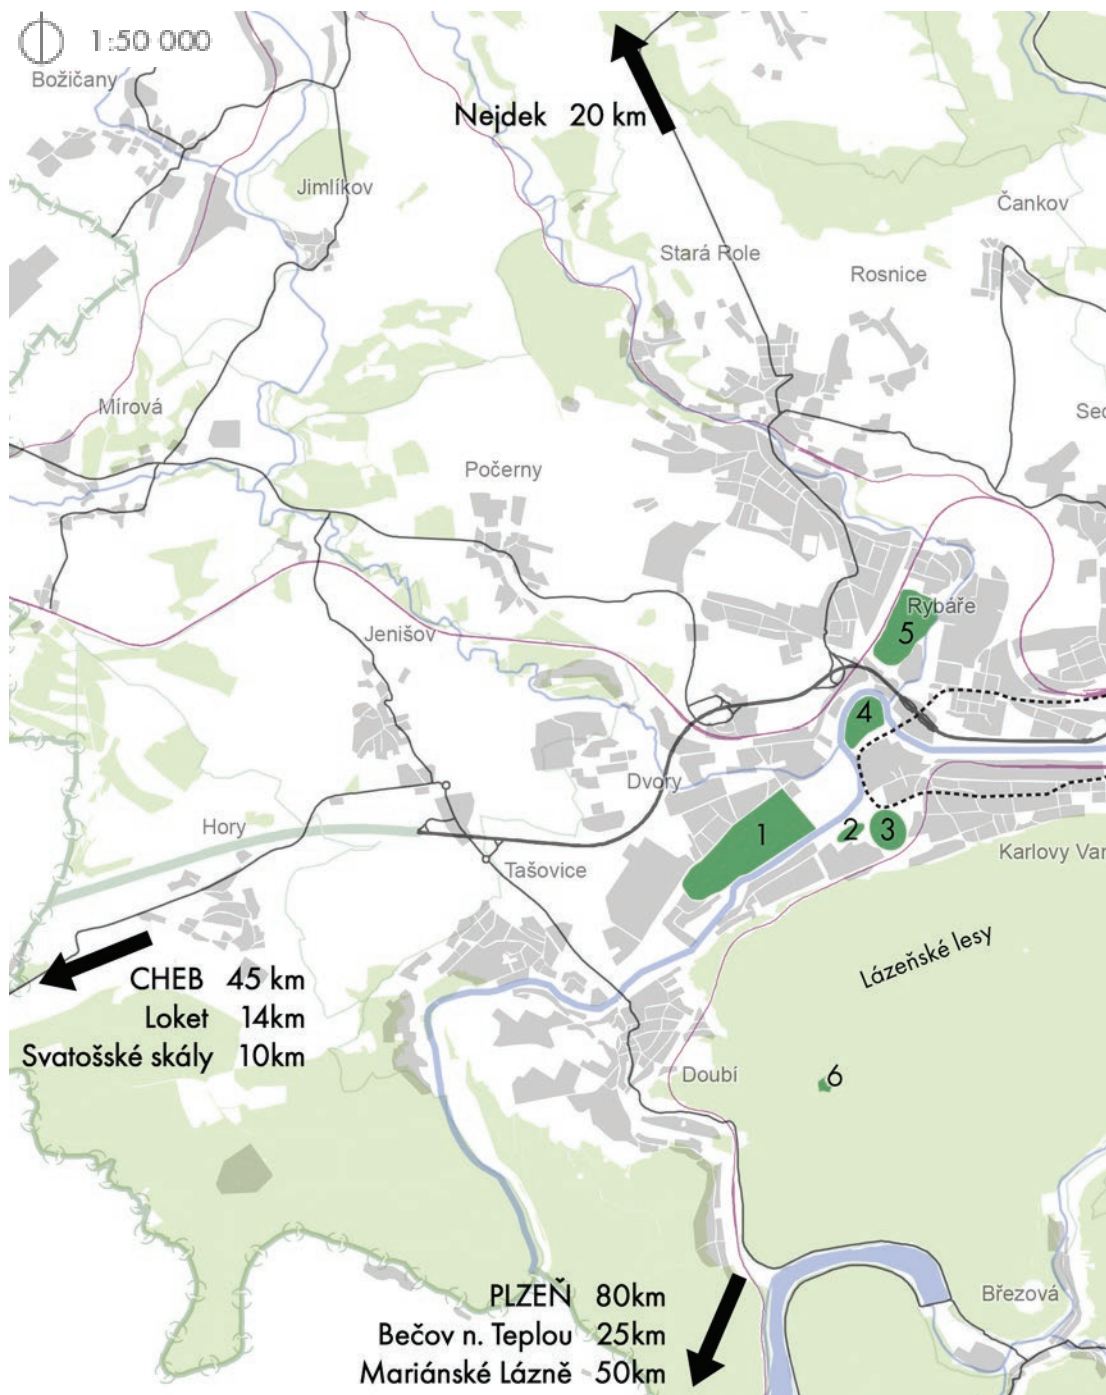 1:50 000
Božičany
Nejdek 20 km
Jimlíkov
Čankov
Stará Role
Rosnice
Mírová
Sec
Počerny
Rybáře
5
Jenišov
4
Dvory
Hory
1
2
3
Tašovice
Karlovy Var
Lázeňské lesy
CHEB 45 km
Loket 14km
Svatošské skály 10km
Doubí
6
PLZEŇ 80km
Březová
Bečov n. Teplou 25km
Mariánské Lázně 50km